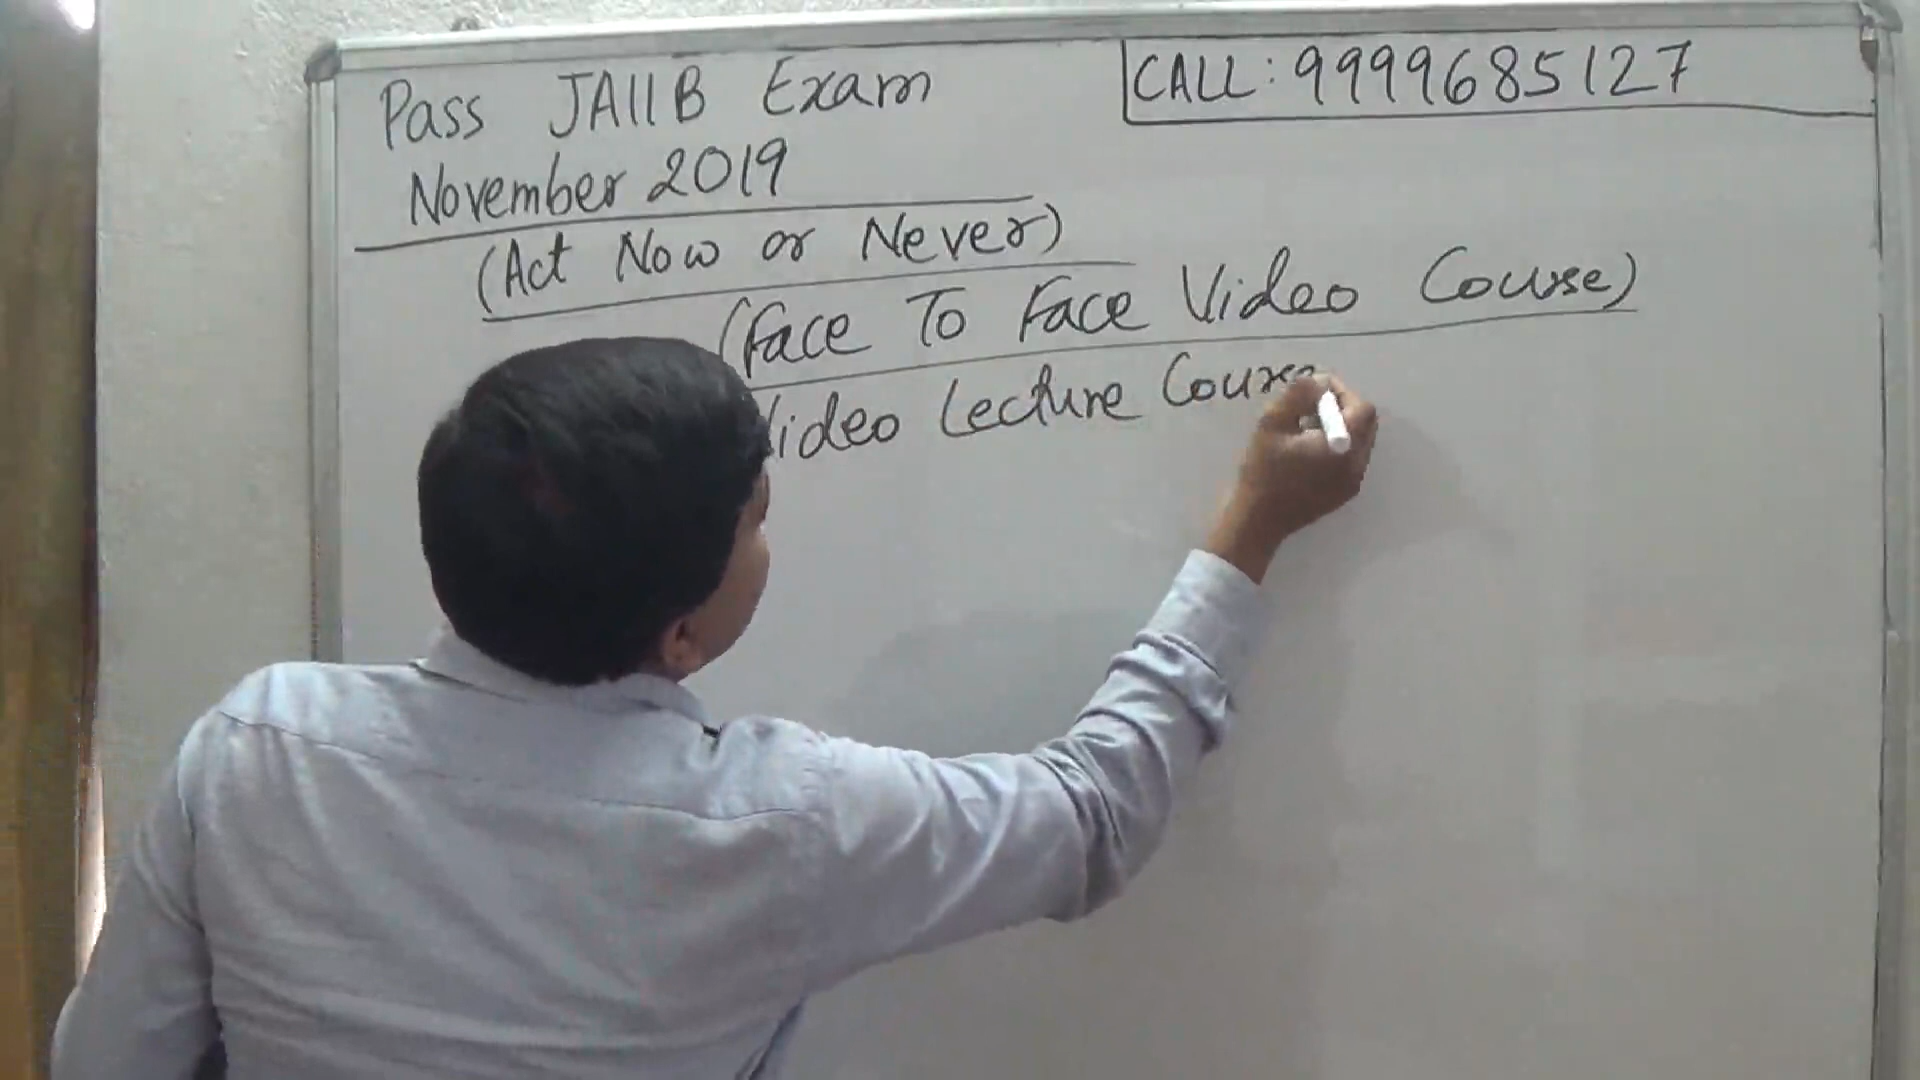 Pass JAIIB Exam
CALL: 9999685127
November 2019
(Act Now or Never)
(Face To Face Video Course)
Video Lecture Course